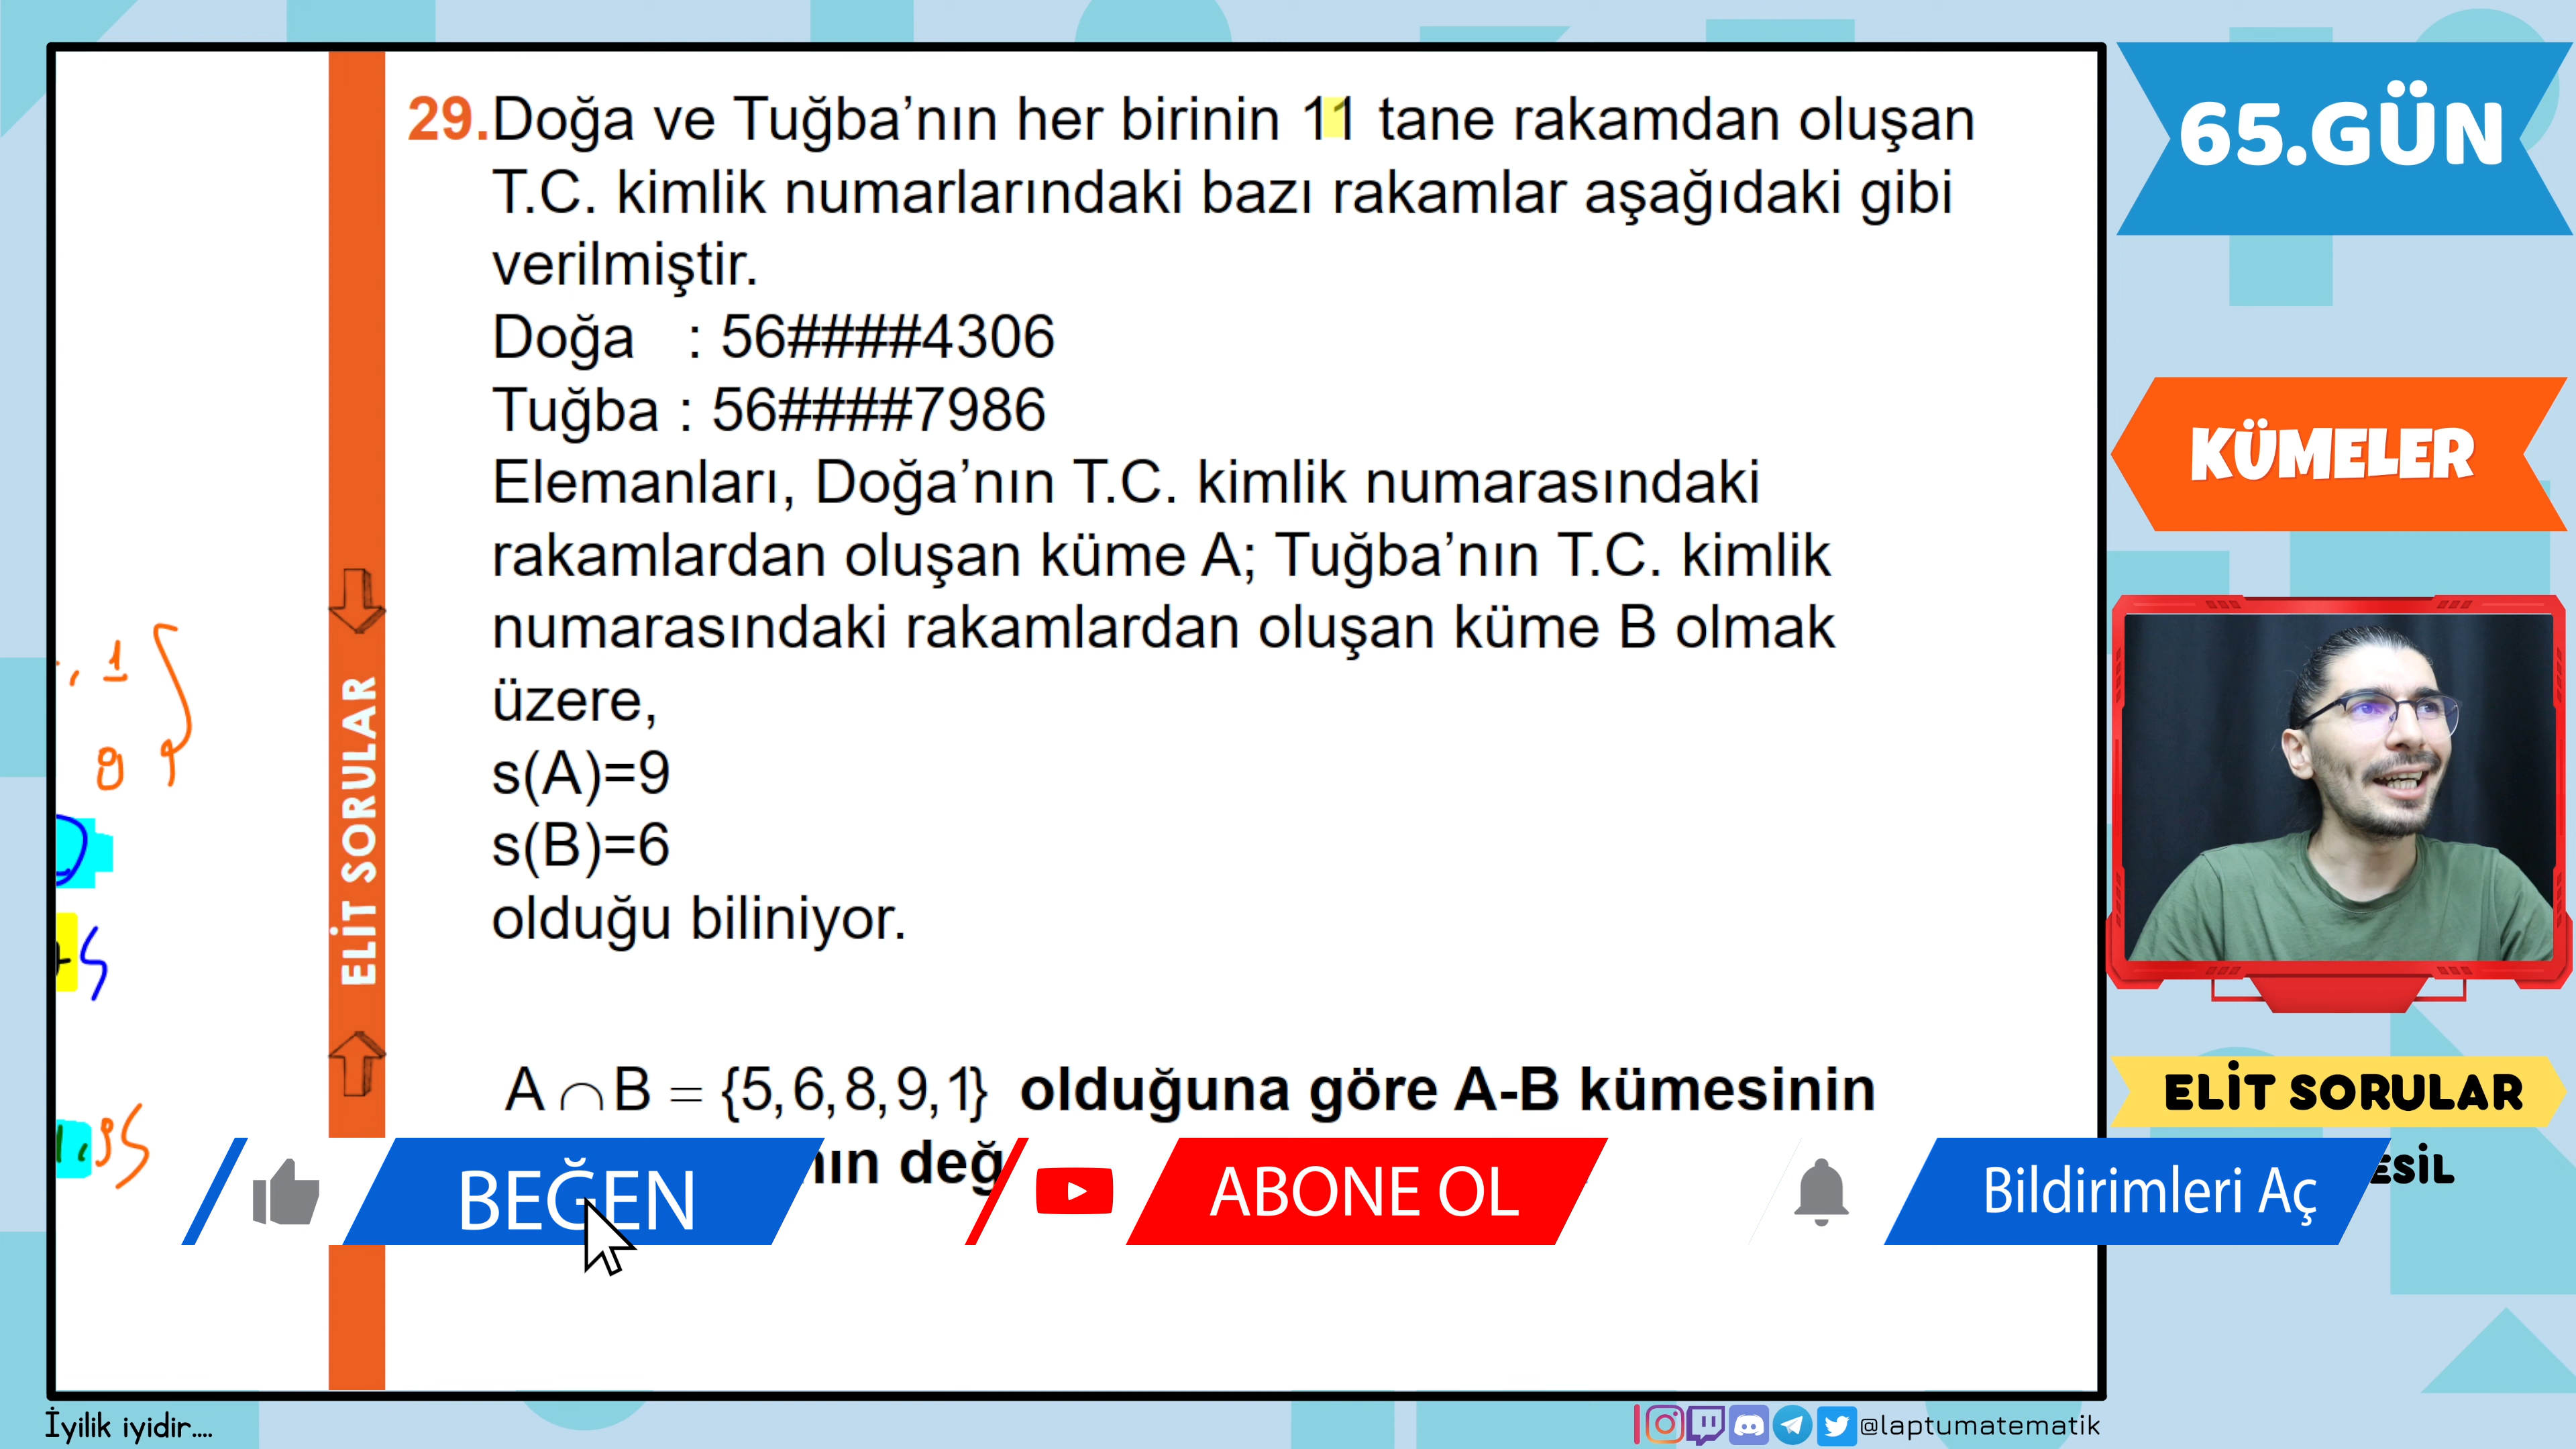 29.Doğa ve Tuğba’nın her birinin 11 tane rakamdan oluşan
T.C. kimlik numarlarındaki bazı rakamlar aşağıdaki gibi
verilmiştir.
Doğa : 56####4306
Tuğba : 56####7986
Elemanları, Doğa’nın T.C. kimlik numarasındaki
rakamlardan oluşan küme A; Tuğba’nın T.C. kimlik
numarasındaki rakamlardan oluşan küme B olmak
üzere,
s(A)=9
s(B)=6
olduğu biliniyor.
A ∩ B = {5,6,8,9,1} olduğuna göre A-B kümesinin
ELİT SORULAR
BEĞEN
ABONE OL
Bildirimleri Aç
65.GÜN
KÜMELER
ELİT SORULAR
İyilik iyidir....
@laptumatematik